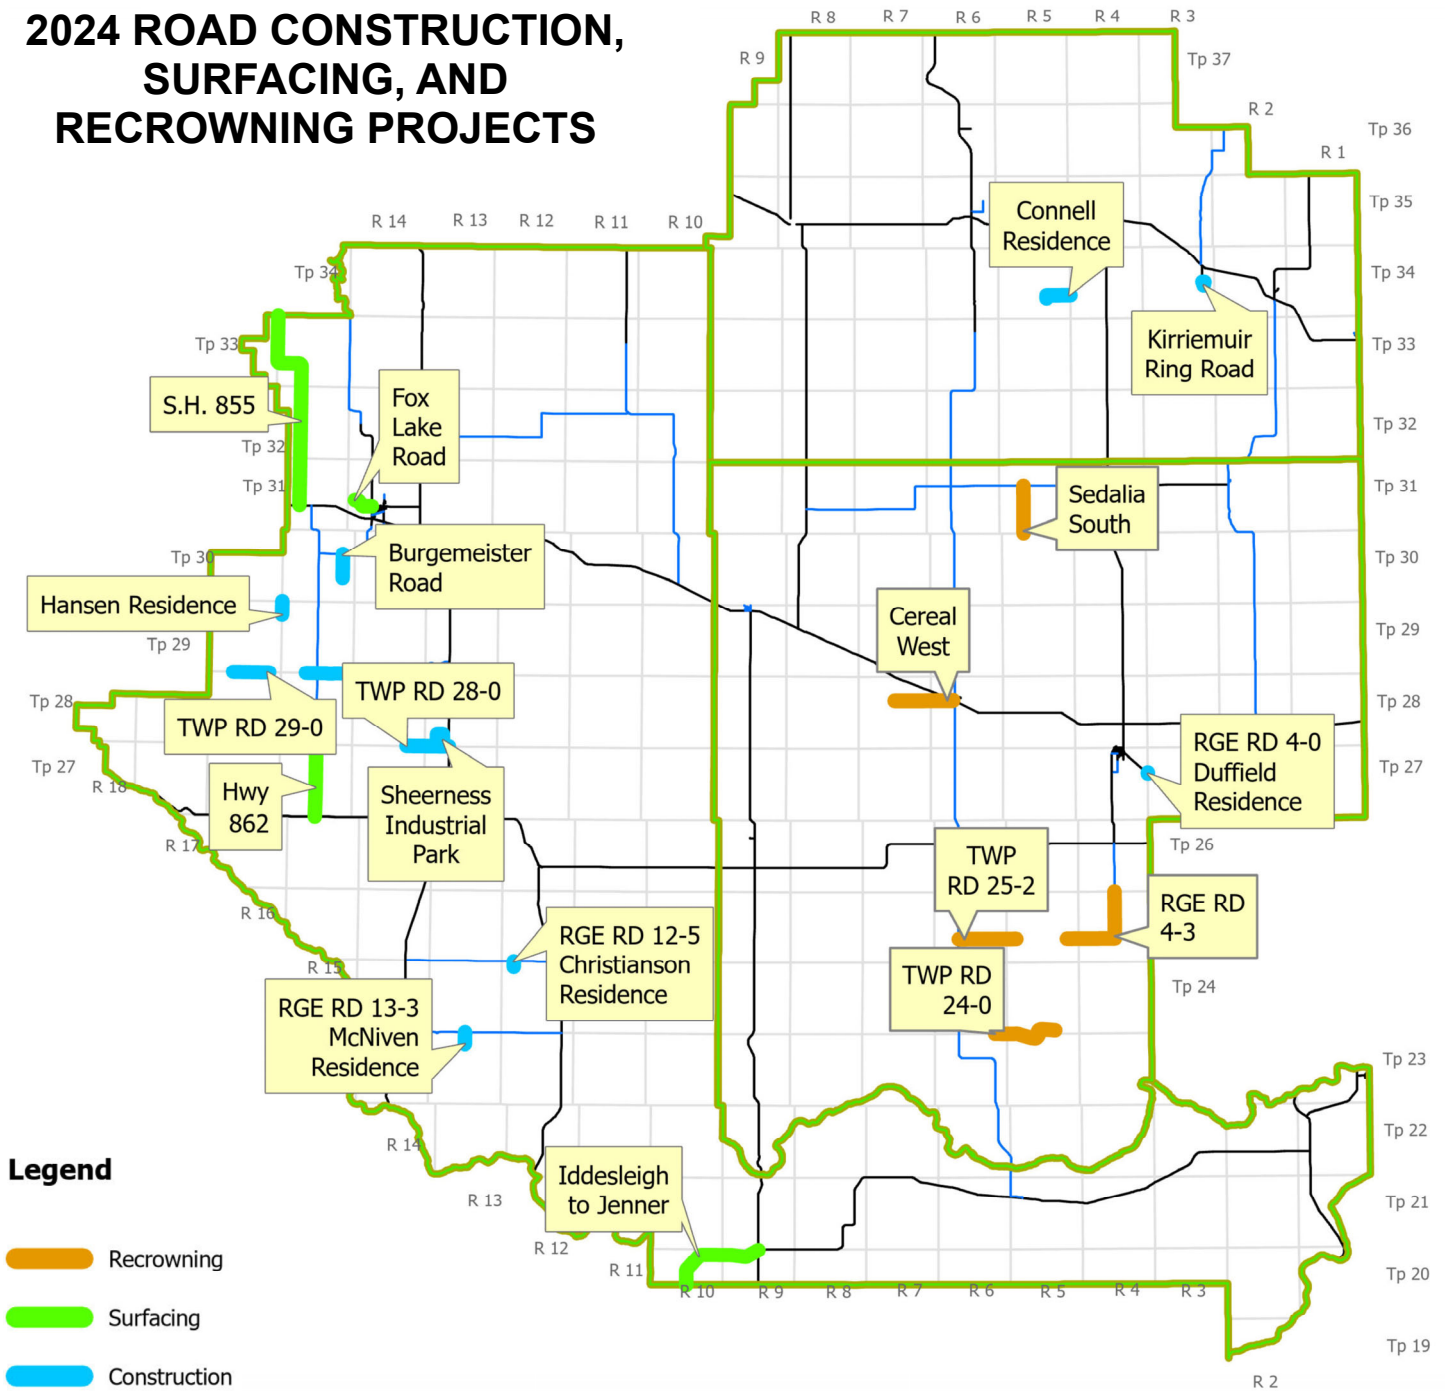 2024 ROAD CONSTRUCTION,
SURFACING, AND
RECROWNING PROJECTS
R 8
R 7
R 6
R 5
R 4
R 3
R 9
Tp 37
R 2
Tp 36
R 1
Tp 35
R 14
R 13
R 12
R 11
R 10
Connell
Residence
Tp 34
Tp 34
Tp 33
Kirriemuir
Ring Road
Tp 33
S.H. 855
Fox
Lake
Road
Tp 32
Tp 32
Tp 31
Sedalia
South
Tp 31
Tp 30
Burgemeister
Road
Tp 30
Hansen Residence
Cereal
West
Tp 29
Tp 29
Tp 28
TWP RD 28-0
Tp 28
TWP RD 29-0
RGE RD 4-0
Duffield
Residence
Tp 27
Tp 27
R 18
Hwy
862
Sheerness
Industrial
Park
R 17
Tp 26
TWP
RD 25-2
R 16
RGE RD
4-3
RGE RD 12-5
Christianson
Residence
R 15
TWP RD
24-0
Tp 24
RGE RD 13-3
McNiven
Residence
Tp 23
R 14
Tp 22
Legend
Iddesleigh
to Jenner
R 13
Tp 21
R 12
Recrowning
R 11
Tp 20
R 10
R 9
R 8
R 7
R 6
R 5
R 4
R 3
Surfacing
Tp 19
Construction
R 2